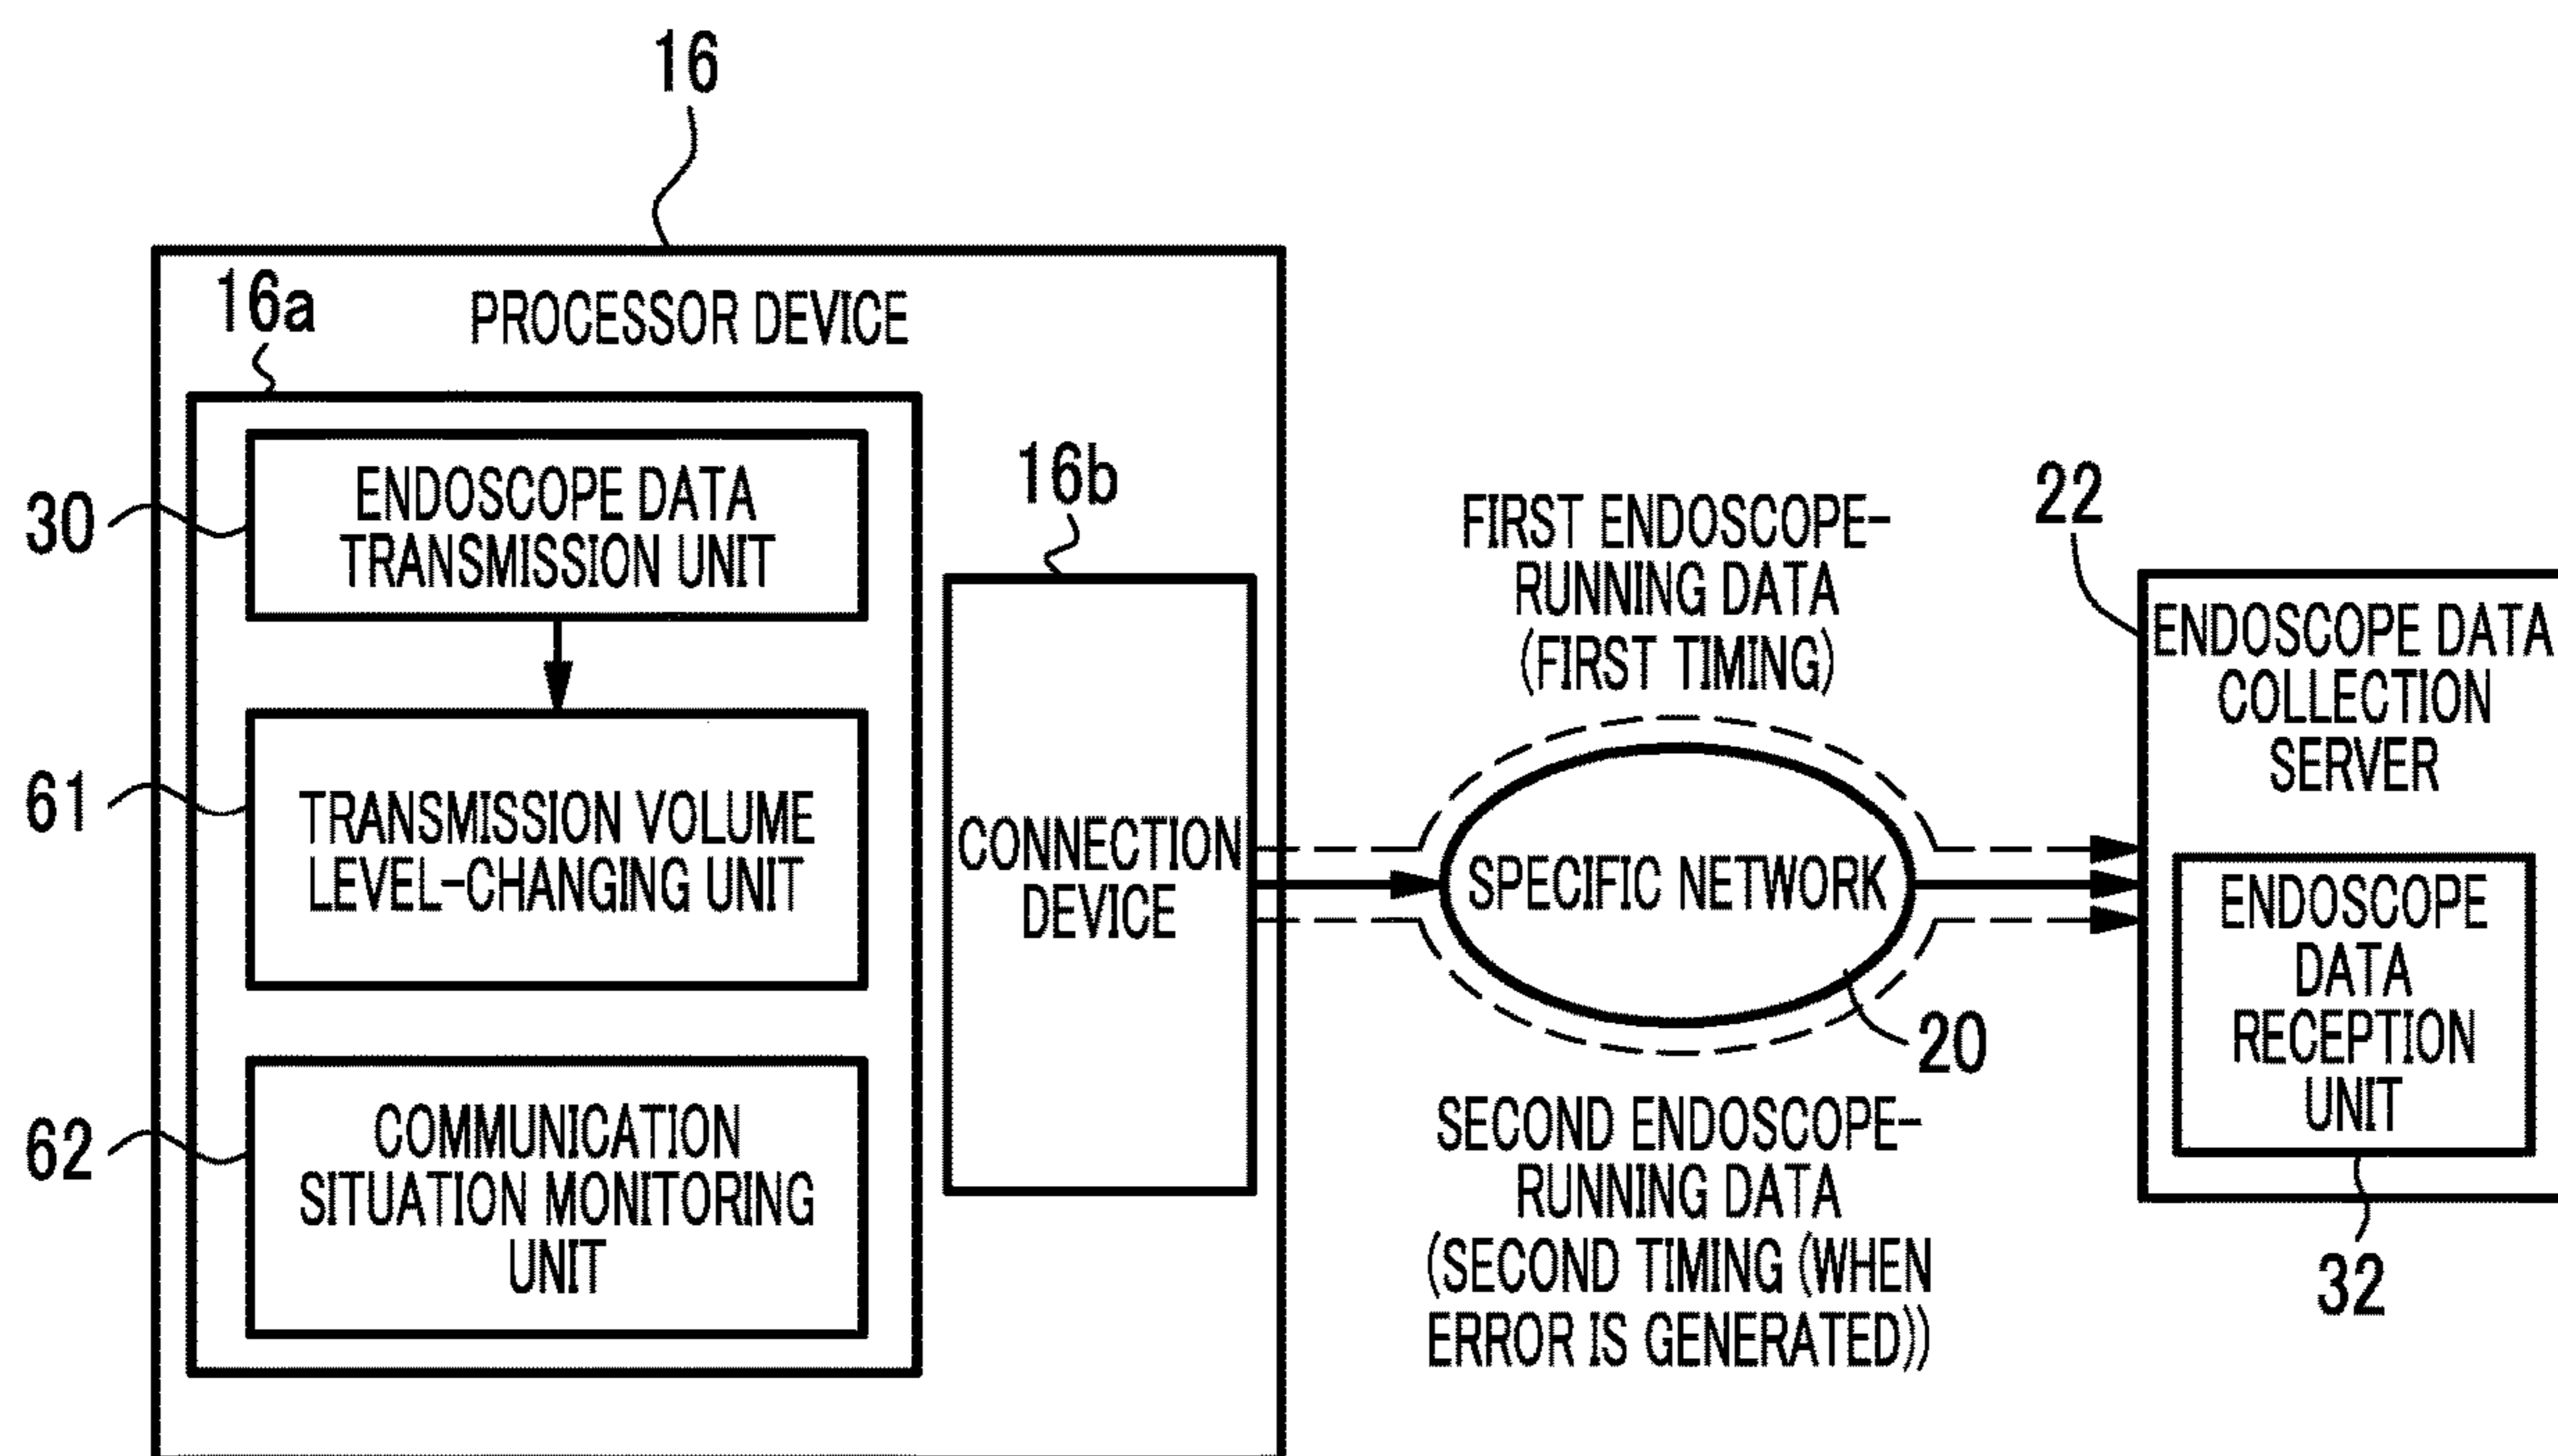 16
16a
PROCESSOR DEVICE
30
ENDOSCOPE DATA
TRANSMISSION UNIT
61
TRANSMISSION VOLUME
LEVEL-CHANGING UNIT
62
COMMUNICATION
SITUATION MONITORING
UNIT
16b
CONNECTION
DEVICE
FIRST ENDOSCOPE-
RUNNING DATA
(FIRST TIMING)
SPECIFIC NETWORK
20
SECOND ENDOSCOPE-
RUNNING DATA
(SECOND TIMING (WHEN
ERROR IS GENERATED))
22
ENDOSCOPE DATA
COLLECTION
SERVER
ENDOSCOPE
DATA
RECEPTION
UNIT
32